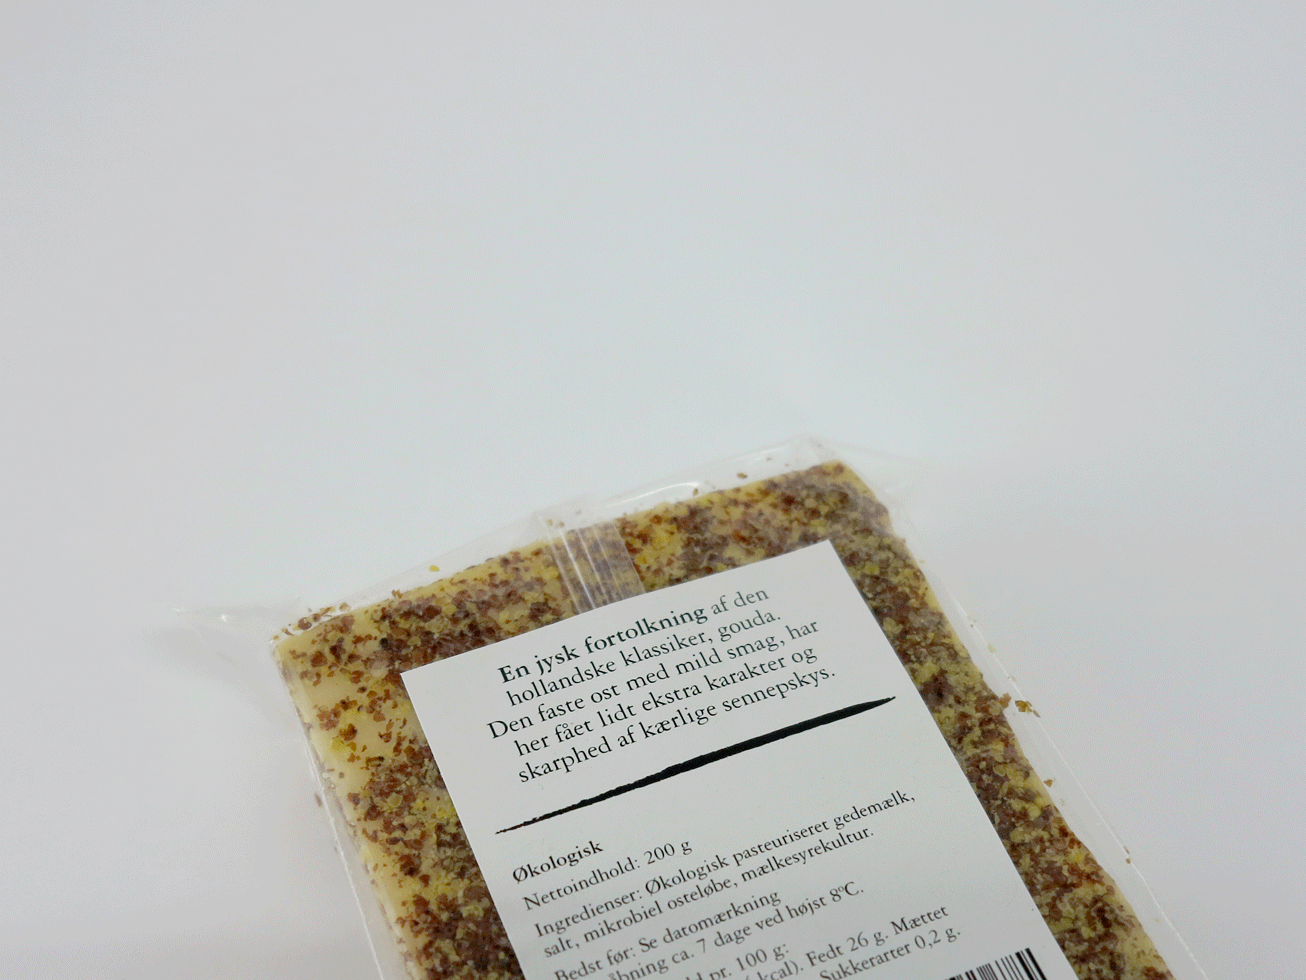 En jysk fortolkning af den
hollandske klassiker, gouda.
Den faste ost med mild smag, har
her fået lidt ekstra karakter og
skarphed af kærlige sennepskys.
Økologisk
Nettoindhold: 200 g
Ingredienser: Økologisk pasteuriseret gedemælk,
salt, mikrobiel osteløbe, mælkesyrekultur.
Bedst før: Se datomærkning
ca. 7 dage ved højst 8°C.
pr. 100 g:
Fedt 26 g. Mættet
Sukkerarter 0,2 g.